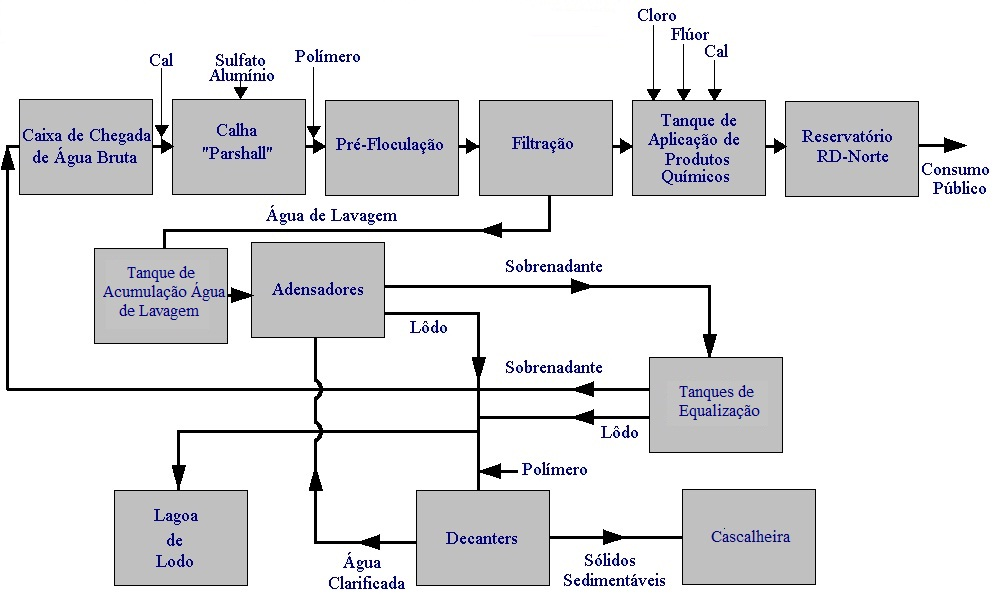 Cloro
Flúor
Cal
Cal
Sulfato
Alumínio
Polímero
Caixa de Chegada
de Água Bruta
Calha
"Parshall"
Pré-Floculação
Filtração
Tanque de
Aplicação de
Produtos
Químicos
Reservatório
RD-Norte
Consumo
Público
Água de Lavagem
Tanque de
Acumulação Água
de Lavagem
Adensadores
Sobrenadante
Lôdo
Sobrenadante
Tanques de
Equalização
Lôdo
Polímero
Lagoa
de
Lodo
Decanters
Cascalheira
Água
Clarificada
Sólidos
Sedimentáveis